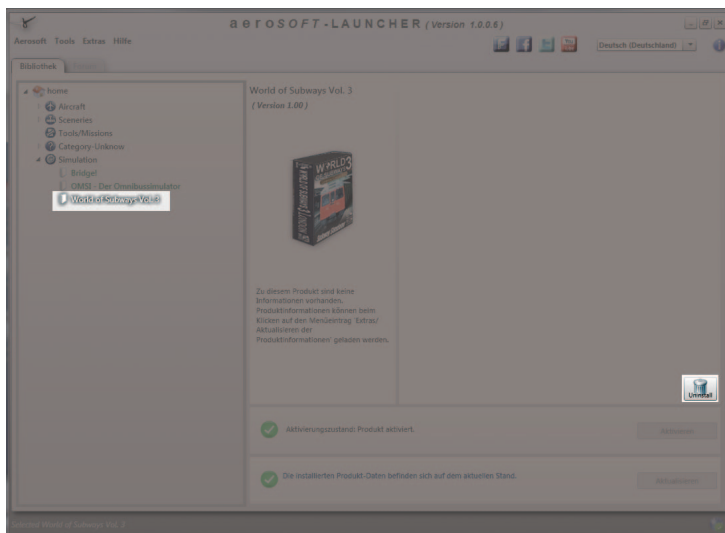 aeroSOFT-LAUNCHER (Version 1.0.0.6)
Aerosoft Tools Extras Hilfe
You
Deutsch (Deutschland)
Bibliothek
home
World of Subways Vol. 3
(Version 1.00)
Aircraft
Sceneries
Tools/Missions
Category-Unknow
Simulation
Bridge!
OMSI - Der Omnibussimulator
World of Subways Vol. 3
WORLD
3
Zu diesem Produkt sind keine
Informationen vorhanden.
Produktinformationen können beim
Klicken auf den 'Menüeintrag 'Extras/
Aktualisieren der
Produktinformationen' geladen werden.
Uninstall
Aktivierungszustand: Produkt aktiviert.
Die installierten Produkt-Daten befinden sich auf dem aktuellen Stand.
Aktualisieren
Selected World of Subways Vol. 3